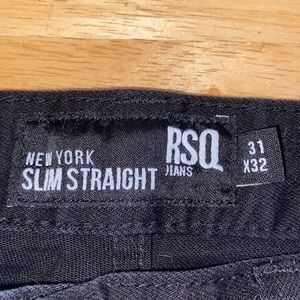 NEW YORK
SLIM STRAIGHT
RSQ
JEANS
31
X32